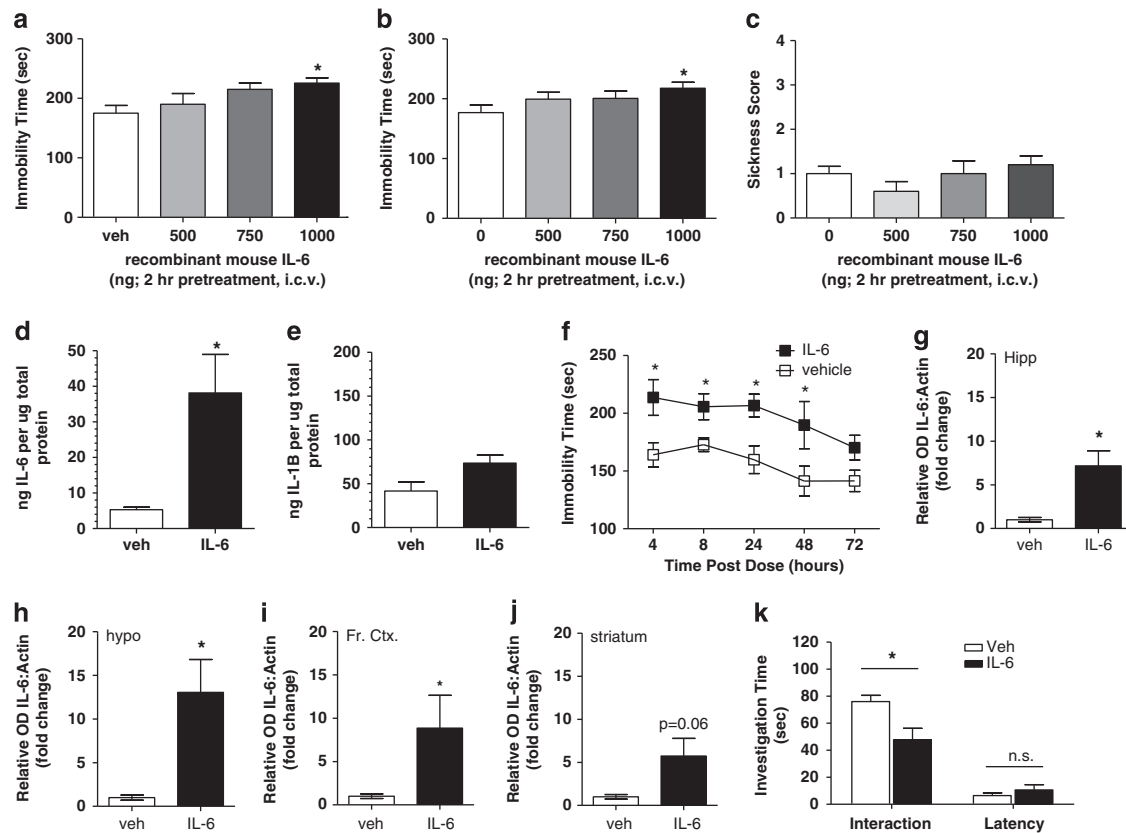 a
300
200
100
0
Immobility Time (sec)
*
veh 500 750 1000
recombinant mouse IL-6
(ng; 2 hr pretreatment, i.c.v.)
b
300
200
100
0
Immobility Time (sec)
*
0 500 750 1000
recombinant mouse IL-6
(ng; 2 hr pretreatment, i.c.v.)
c
4
3
2
1
0
Sickness Score
0 500 750 1000
recombinant mouse IL-6
(ng; 2 hr pretreatment, i.c.v.)
d
50
40
30
20
10
0
ng IL-6 per ug total
protein
*
veh IL-6
e
200
150
100
50
0
ng IL-1B per ug total
protein
veh IL-6
f
250
200
150
100
Immobility Time (sec)
IL-6
vehicle
* * * *
4 8 24 48 72
Time Post Dose (hours)
g
Hipp
20
15
10
5
0
Relative OD IL-6:Actin
(fold change)
*
veh IL-6
h
hypo
20
15
10
5
0
Relative OD IL-6:Actin
(fold change)
*
veh IL-6
i
Fr. Ctx.
20
15
10
5
0
Relative OD IL-6:Actin
(fold change)
*
veh IL-6
j
striatum
20
15
10
5
0
Relative OD IL-6:Actin
(fold change)
p=0.06
veh IL-6
k
120
100
80
60
40
20
0
Investigation Time
(sec)
Veh
IL-6
*
n.s.
Interaction Latency